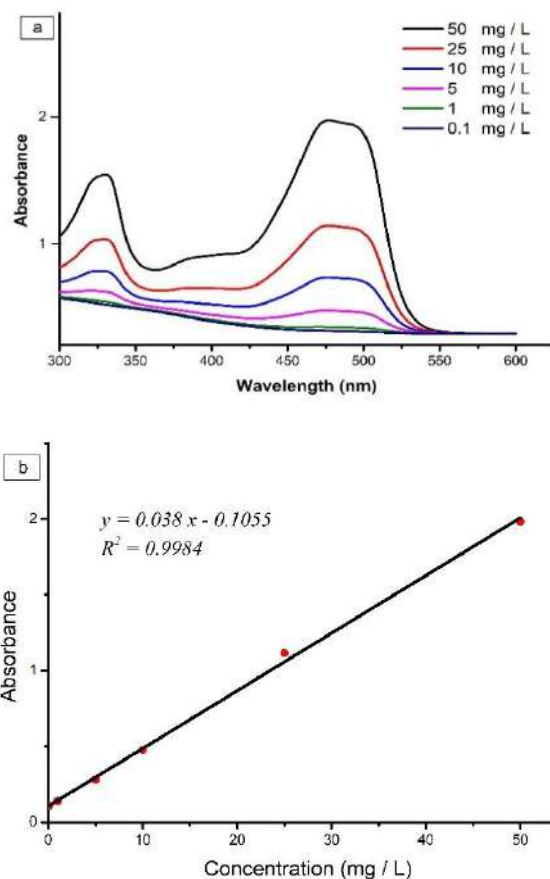 a
50 mg / L
25 mg / L
10 mg / L
5 mg / L
1 mg / L
0.1 mg / L
2
1
Absorbance
300 350 400 450 500 550 600
Wavelength (nm)
b
y = 0.038 x - 0.1055
R² = 0.9984
2
1
0
Absorbance
0 10 20 30 40 50
Concentration (mg / L)